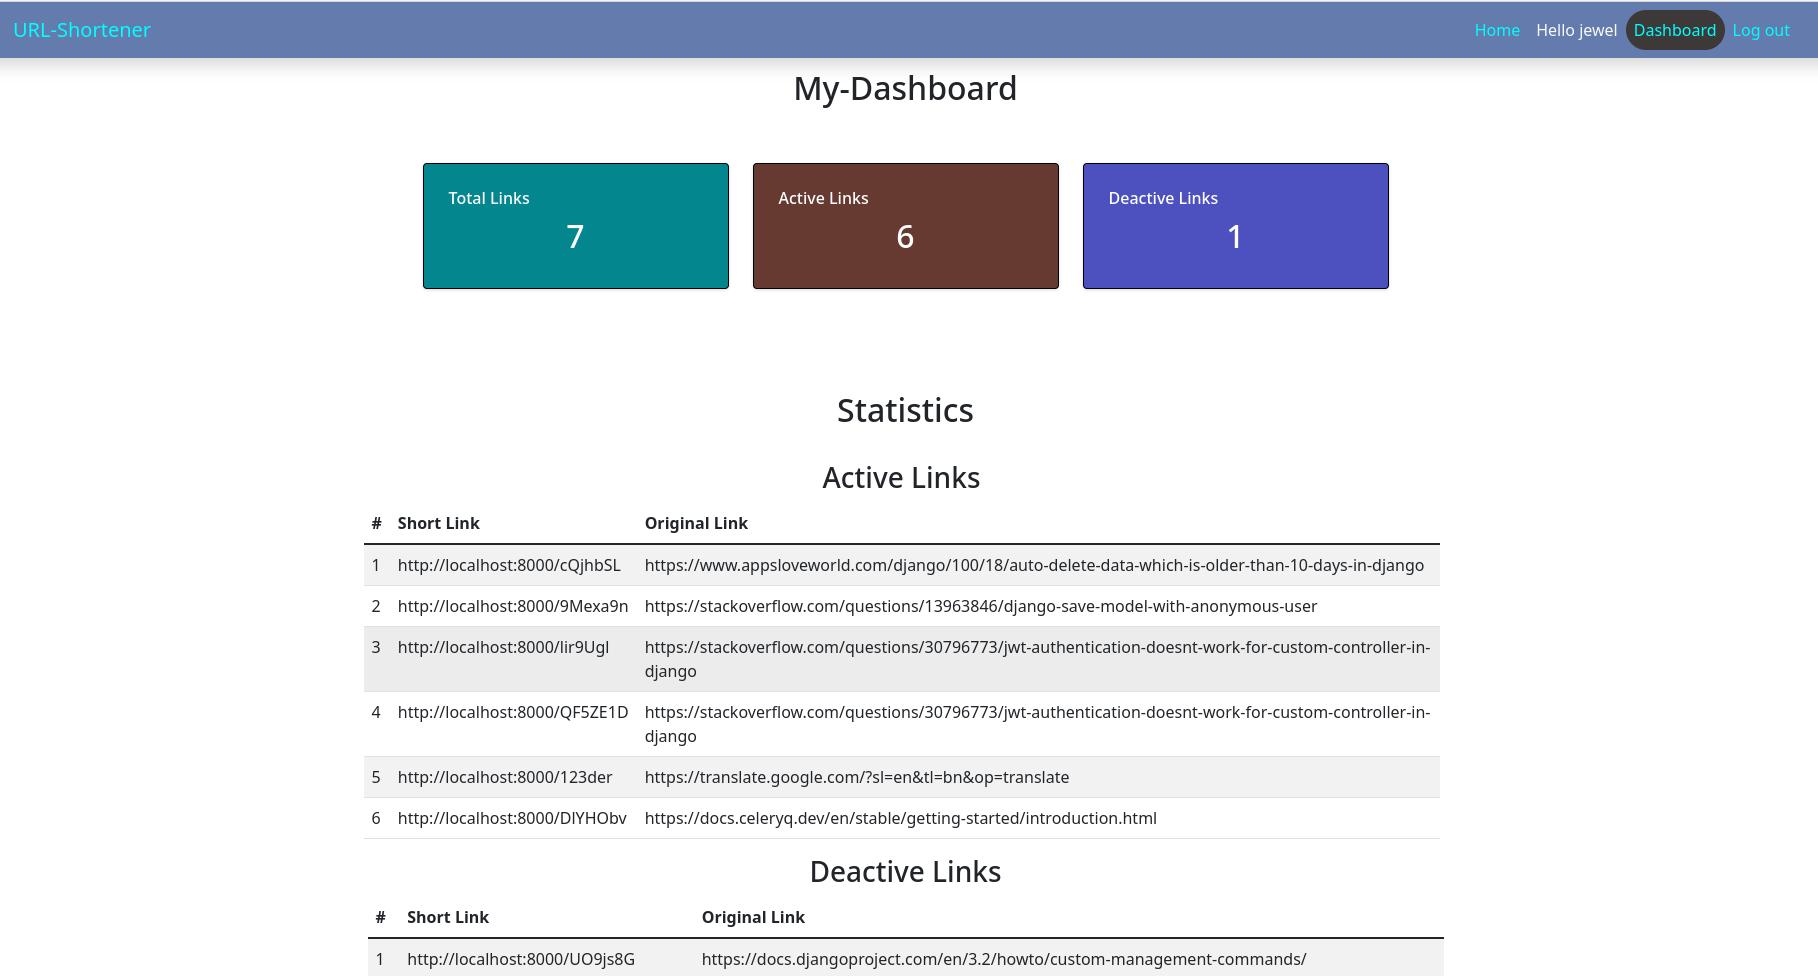 URL-Shortener Home Hello jewel Dashboard Log out
My-Dashboard
Total Links Active Links Deactive Links
7 6 1
Statistics
Active Links
# Short Link Original Link
1 http://localhost:8000/cQjhbSL https://www.appsloveworld.com/django/100/18/auto-delete-data-which-is-older-than-10-days-in-django
2 http://localhost:8000/9Mexa9n https://stackoverflow.com/questions/13963846/django-save-model-with-anonymous-user
3 http://localhost:8000/lir9Ugl https://stackoverflow.com/questions/30796773/jwt-authentication-doesnt-work-for-custom-controller-in-
django
4 http://localhost:8000/QF5ZE1D https://stackoverflow.com/questions/30796773/jwt-authentication-doesnt-work-for-custom-controller-in-
django
5 http://localhost:8000/123der https://translate.google.com/?sl=en&tl=bn&op=translate
6 http://localhost:8000/DlYHObv https://docs.celeryq.dev/en/stable/getting-started/introduction.html
Deactive Links
# Short Link Original Link
1 http://localhost:8000/UO9js8G https://docs.djangoproject.com/en/3.2/howto/custom-management-commands/